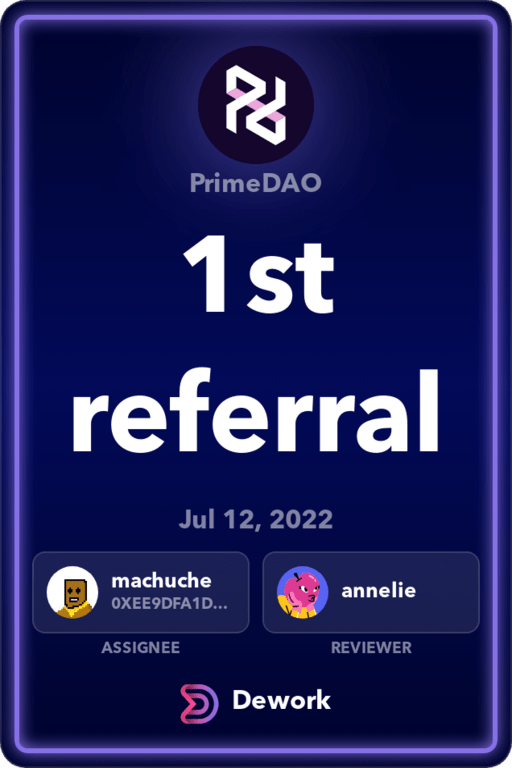 PrimeDAO
1st
referral
Jul 12, 2022
machuche
0XEE9DFA1D...
annelie
ASSIGNEE
REVIEWER
Dework